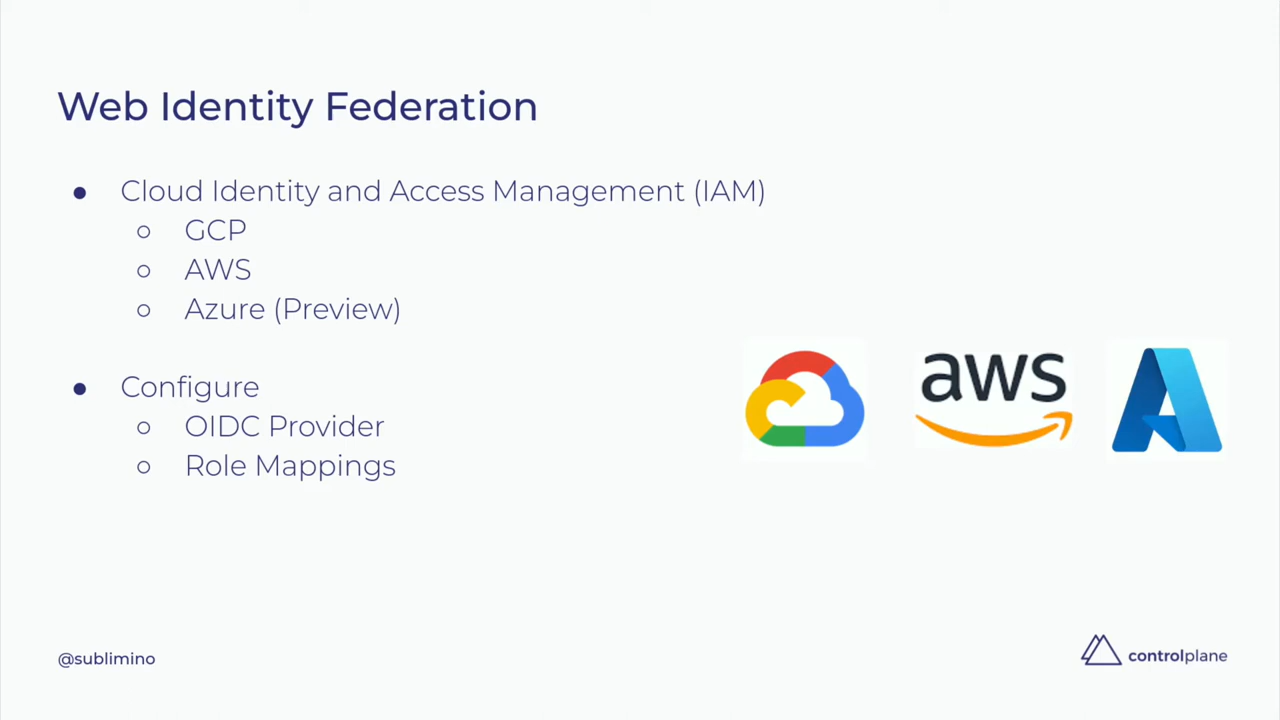 Web Identity Federation
● Cloud Identity and Access Management (IAM)
○ GCP
○ AWS
○ Azure (Preview)
● Configure
○ OIDC Provider
○ Role Mappings
aws
@sublimino
controlplane